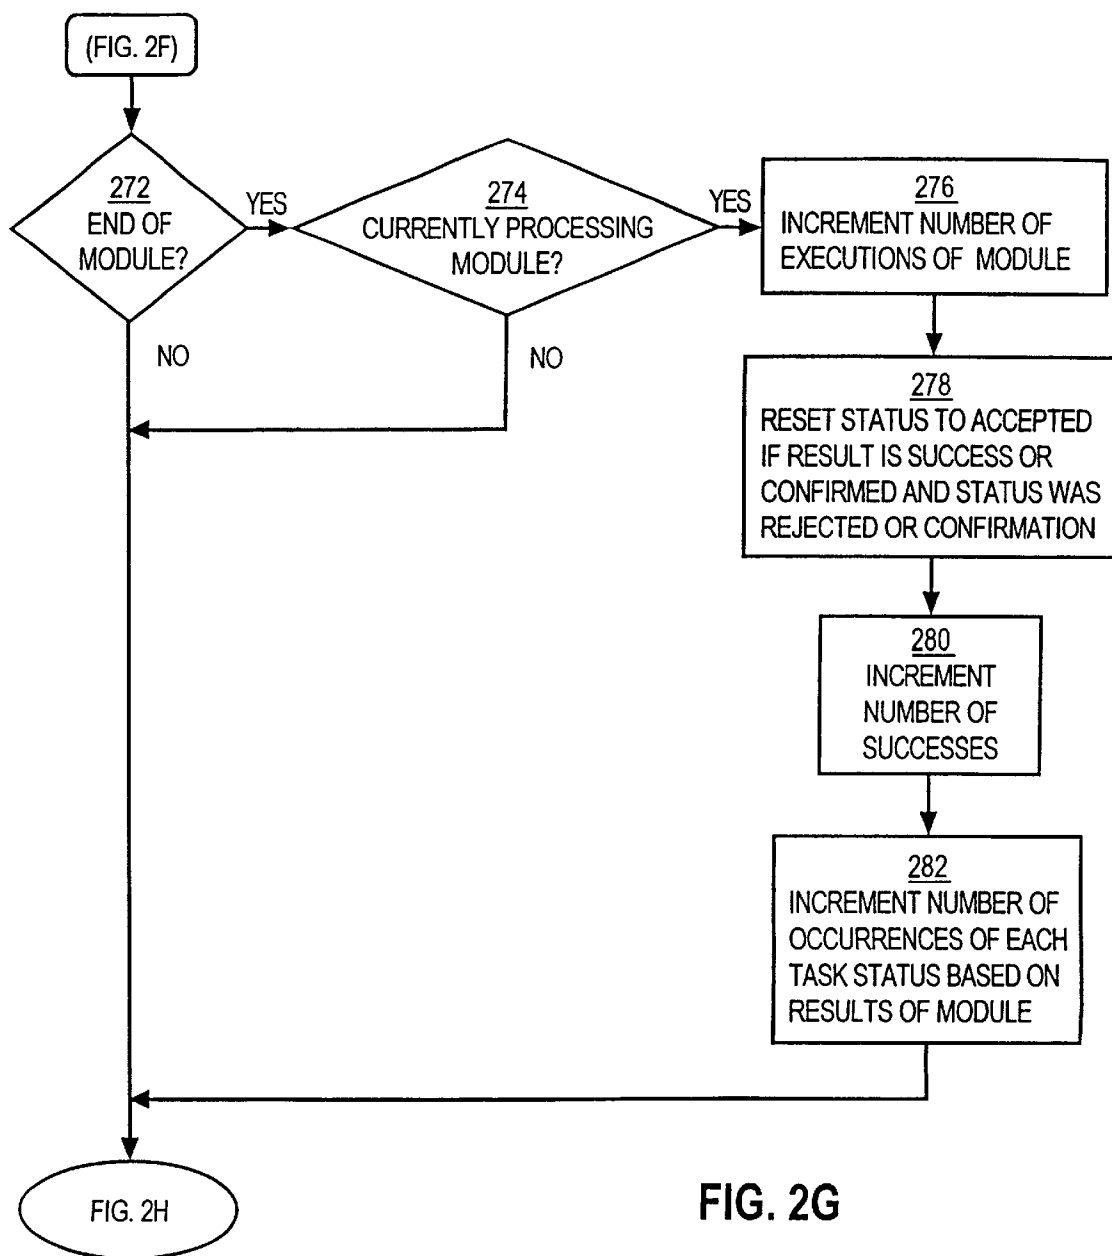 (FIG. 2F)
272
END OF
MODULE?
YES
274
CURRENTLY PROCESSING
MODULE?
YES
276
INCREMENT NUMBER OF
EXECUTIONS OF MODULE
NO
NO
278
RESET STATUS TO ACCEPTED
IF RESULT IS SUCCESS OR
CONFIRMED AND STATUS WAS
REJECTED OR CONFIRMATION
280
INCREMENT
NUMBER OF
SUCCESSES
282
INCREMENT NUMBER OF
OCCURRENCES OF EACH
TASK STATUS BASED ON
RESULTS OF MODULE
FIG. 2H
FIG. 2G